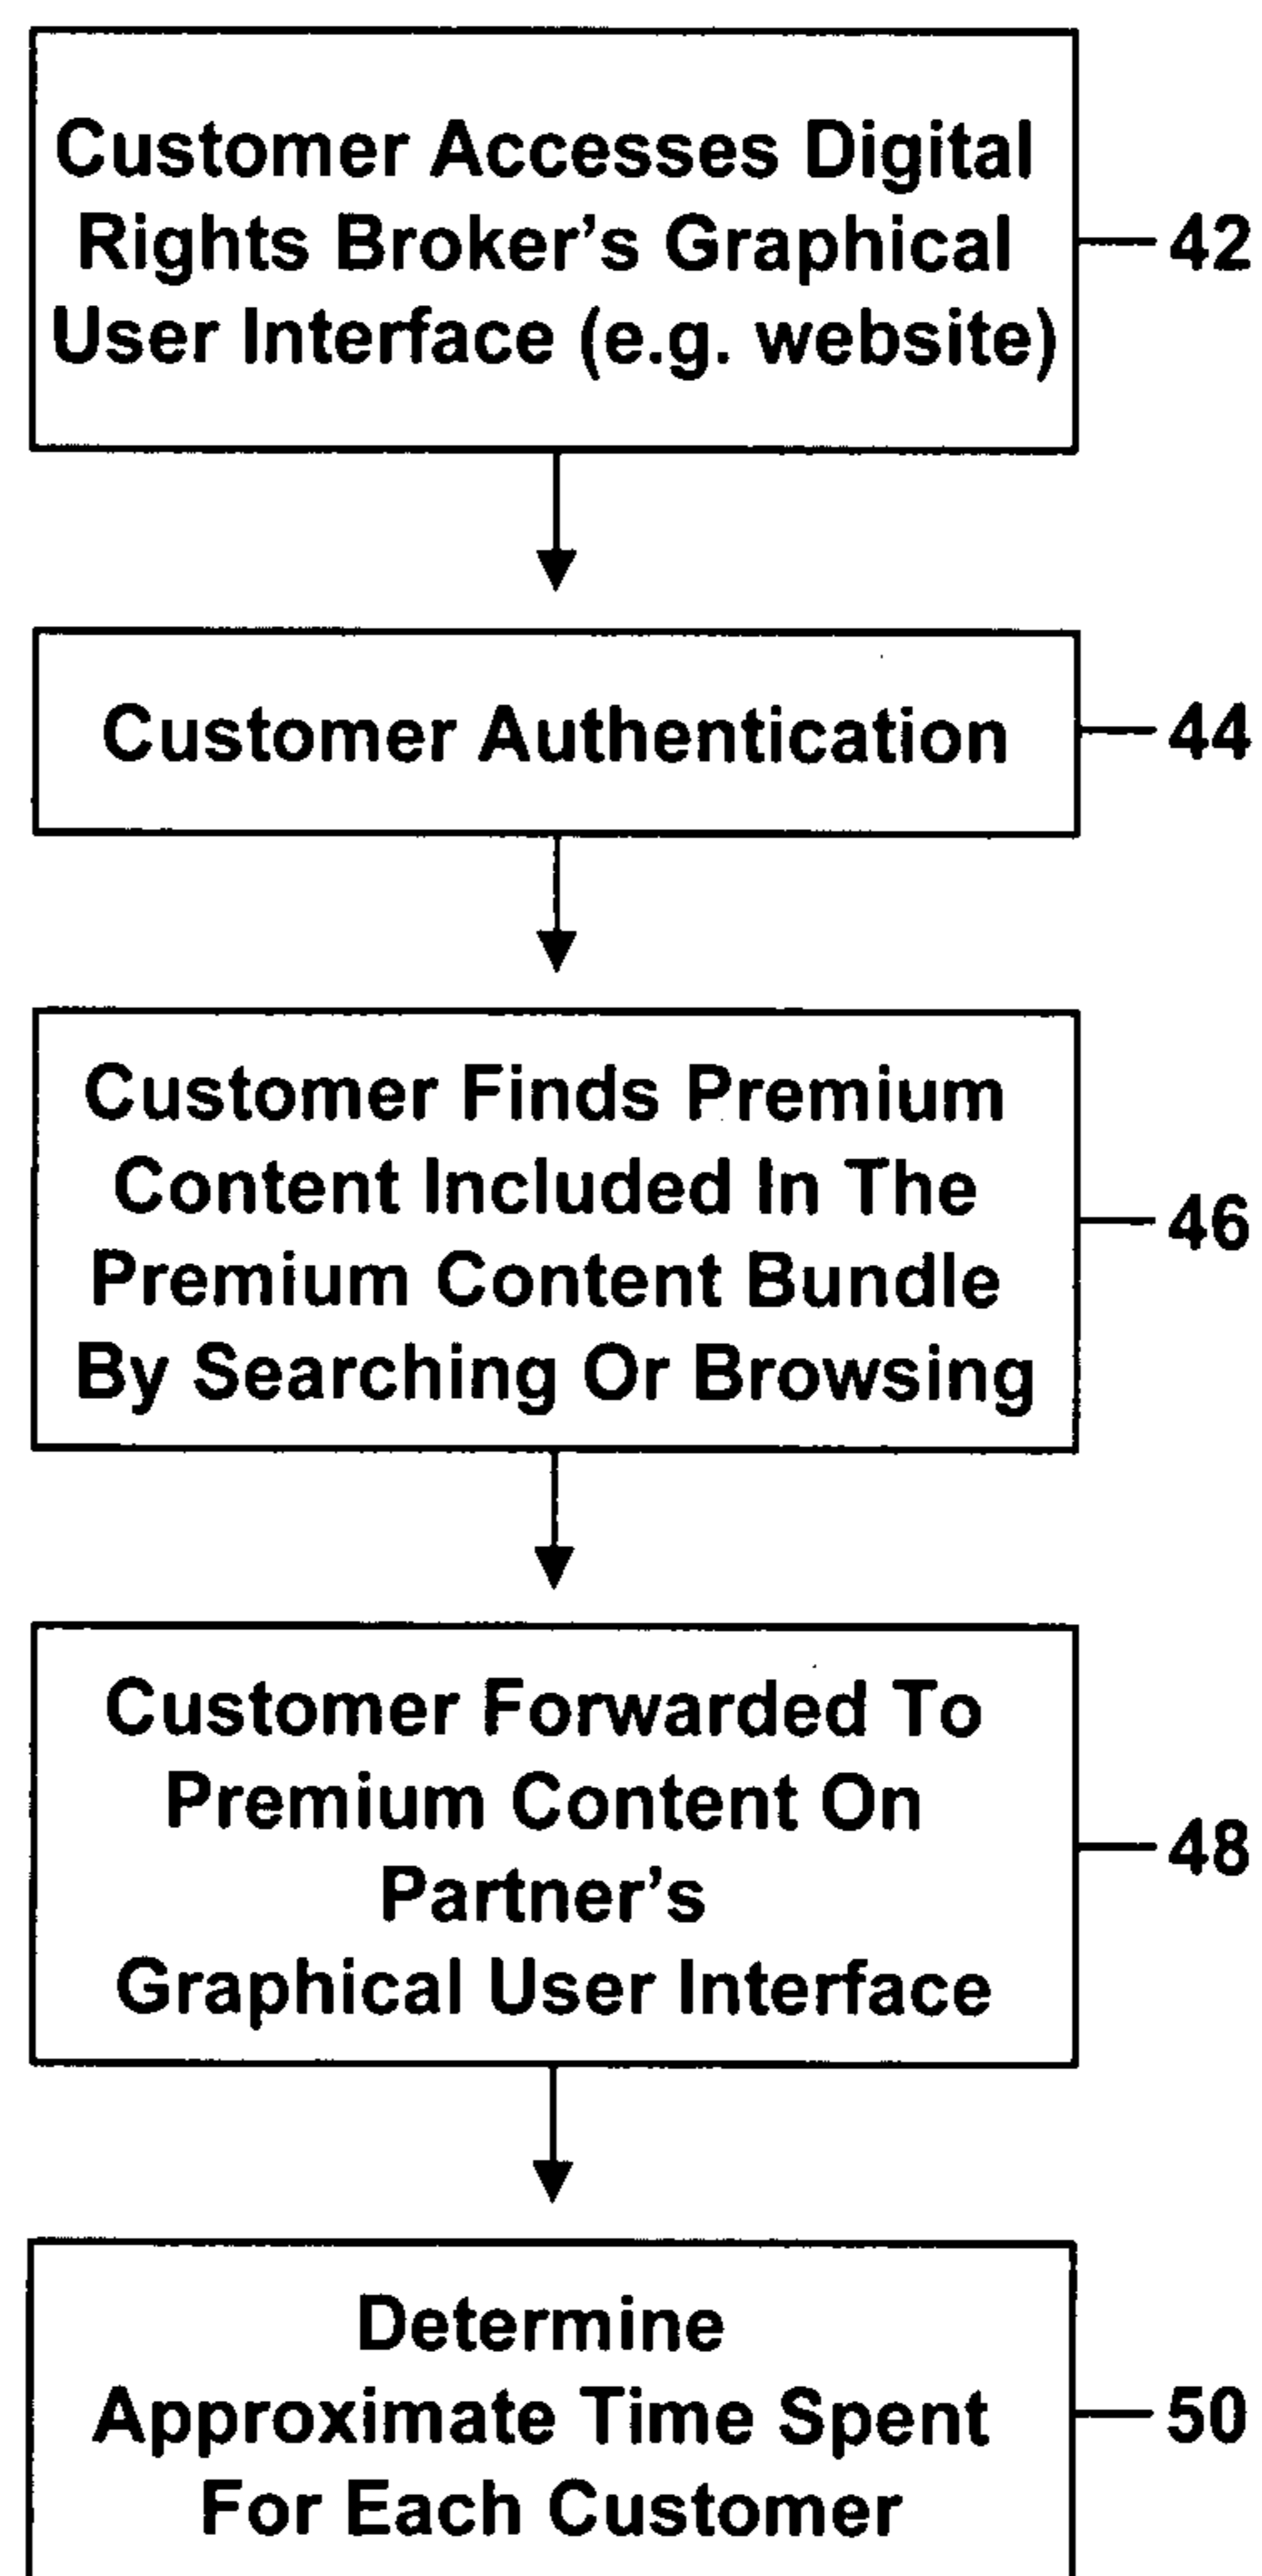 Customer Accesses Digital
Rights Broker’s Graphical
User Interface (e.g. website)
42
Customer Authentication
44
Customer Finds Premium
Content Included In The
Premium Content Bundle
By Searching Or Browsing
46
Customer Forwarded To
Premium Content On
Partner’s
Graphical User Interface
48
Determine
Approximate Time Spent
For Each Customer
50